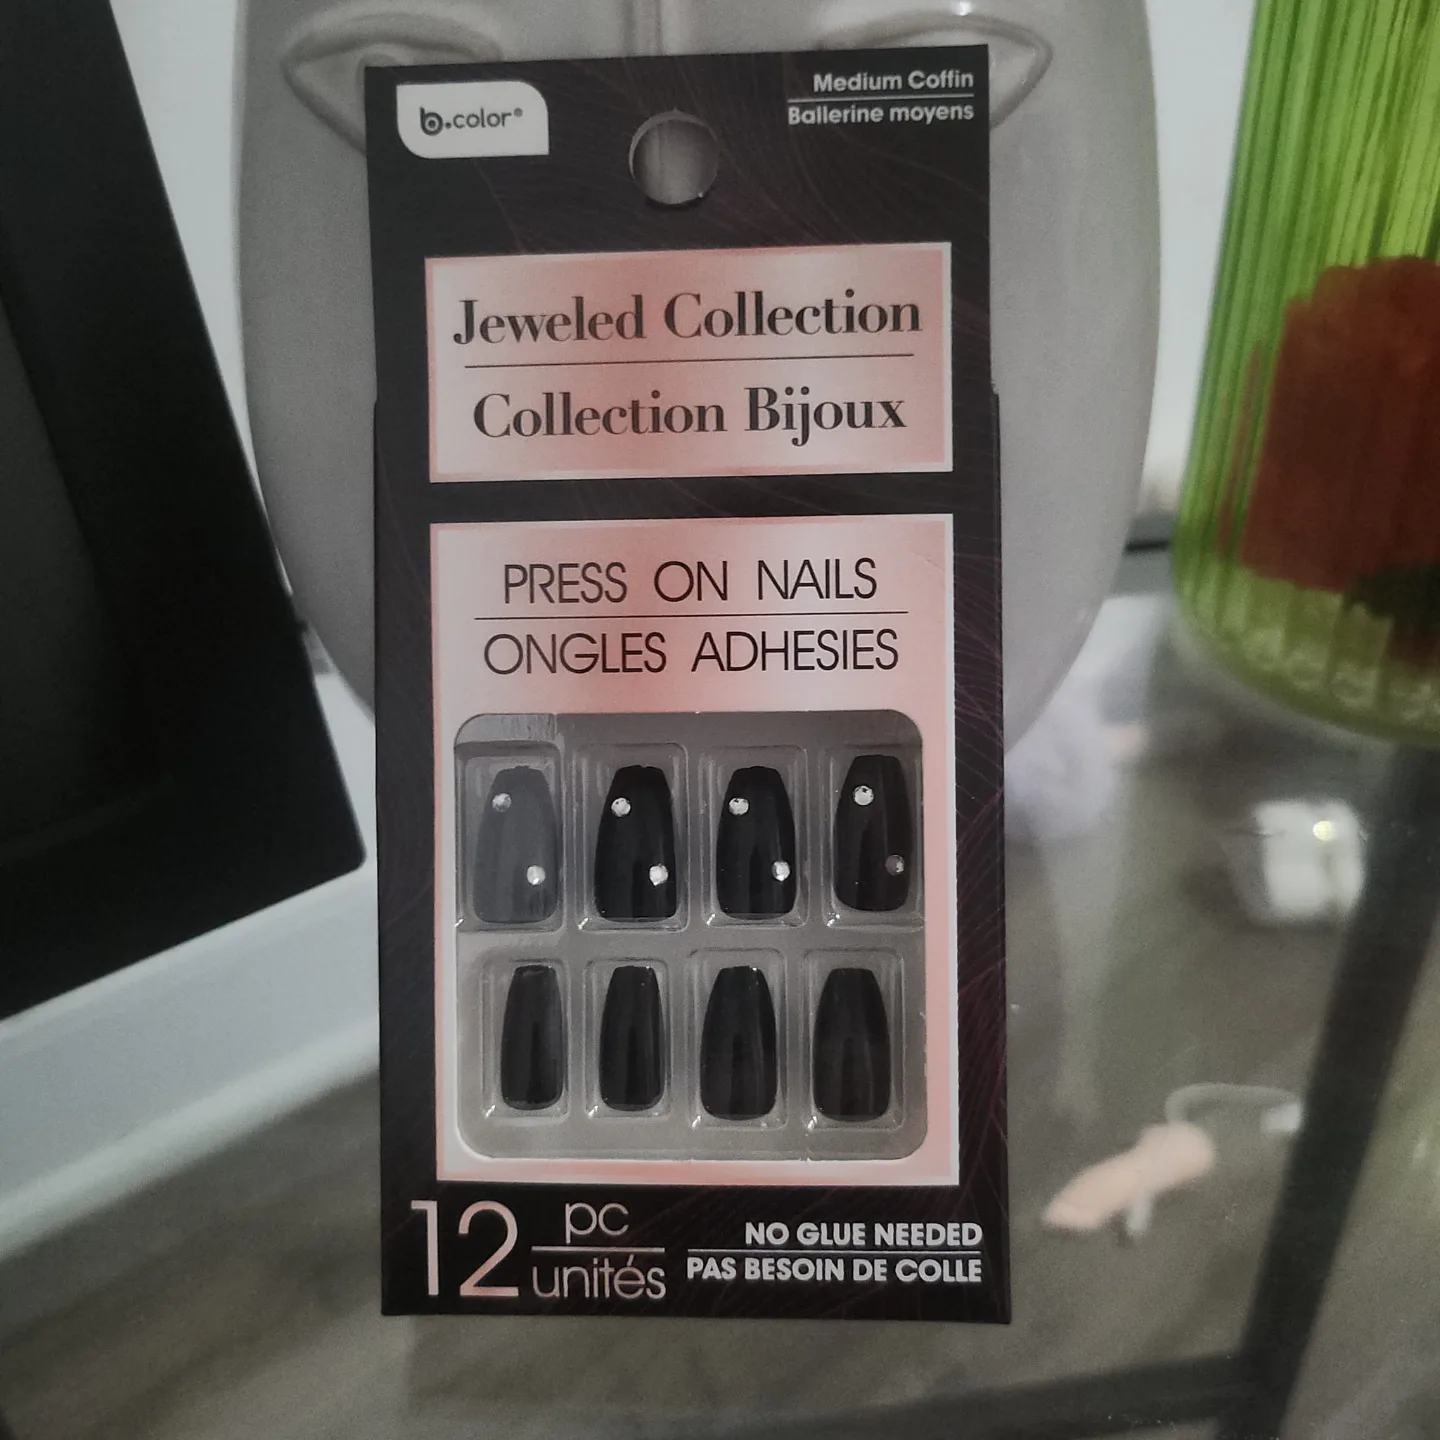 b.color®
Medium Coffin
Ballerine moyens
Jeweled Collection
Collection Bijoux
PRESS ON NAILS
ONGLES ADHESIES
12 pc
unités
NO GLUE NEEDED
PAS BESOIN DE COLLE